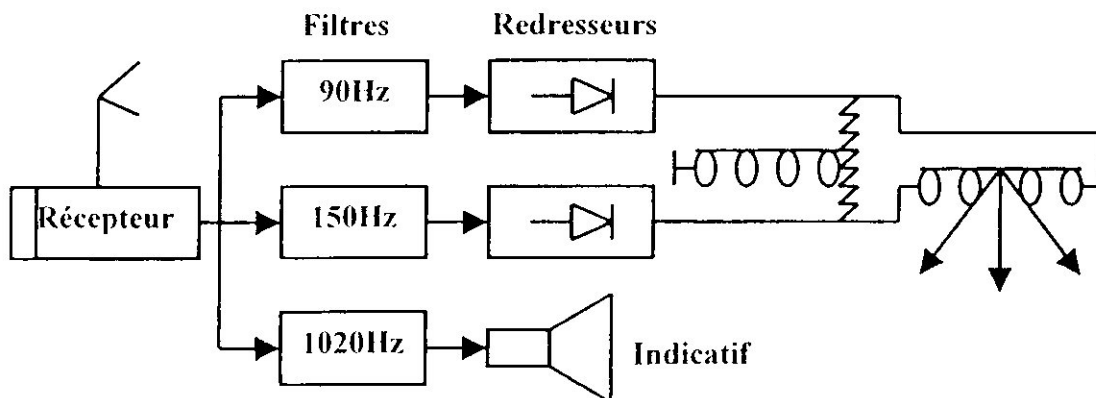 Filtres Redresseurs
90Hz
Récepteur
150Hz
1020Hz
Indicatif